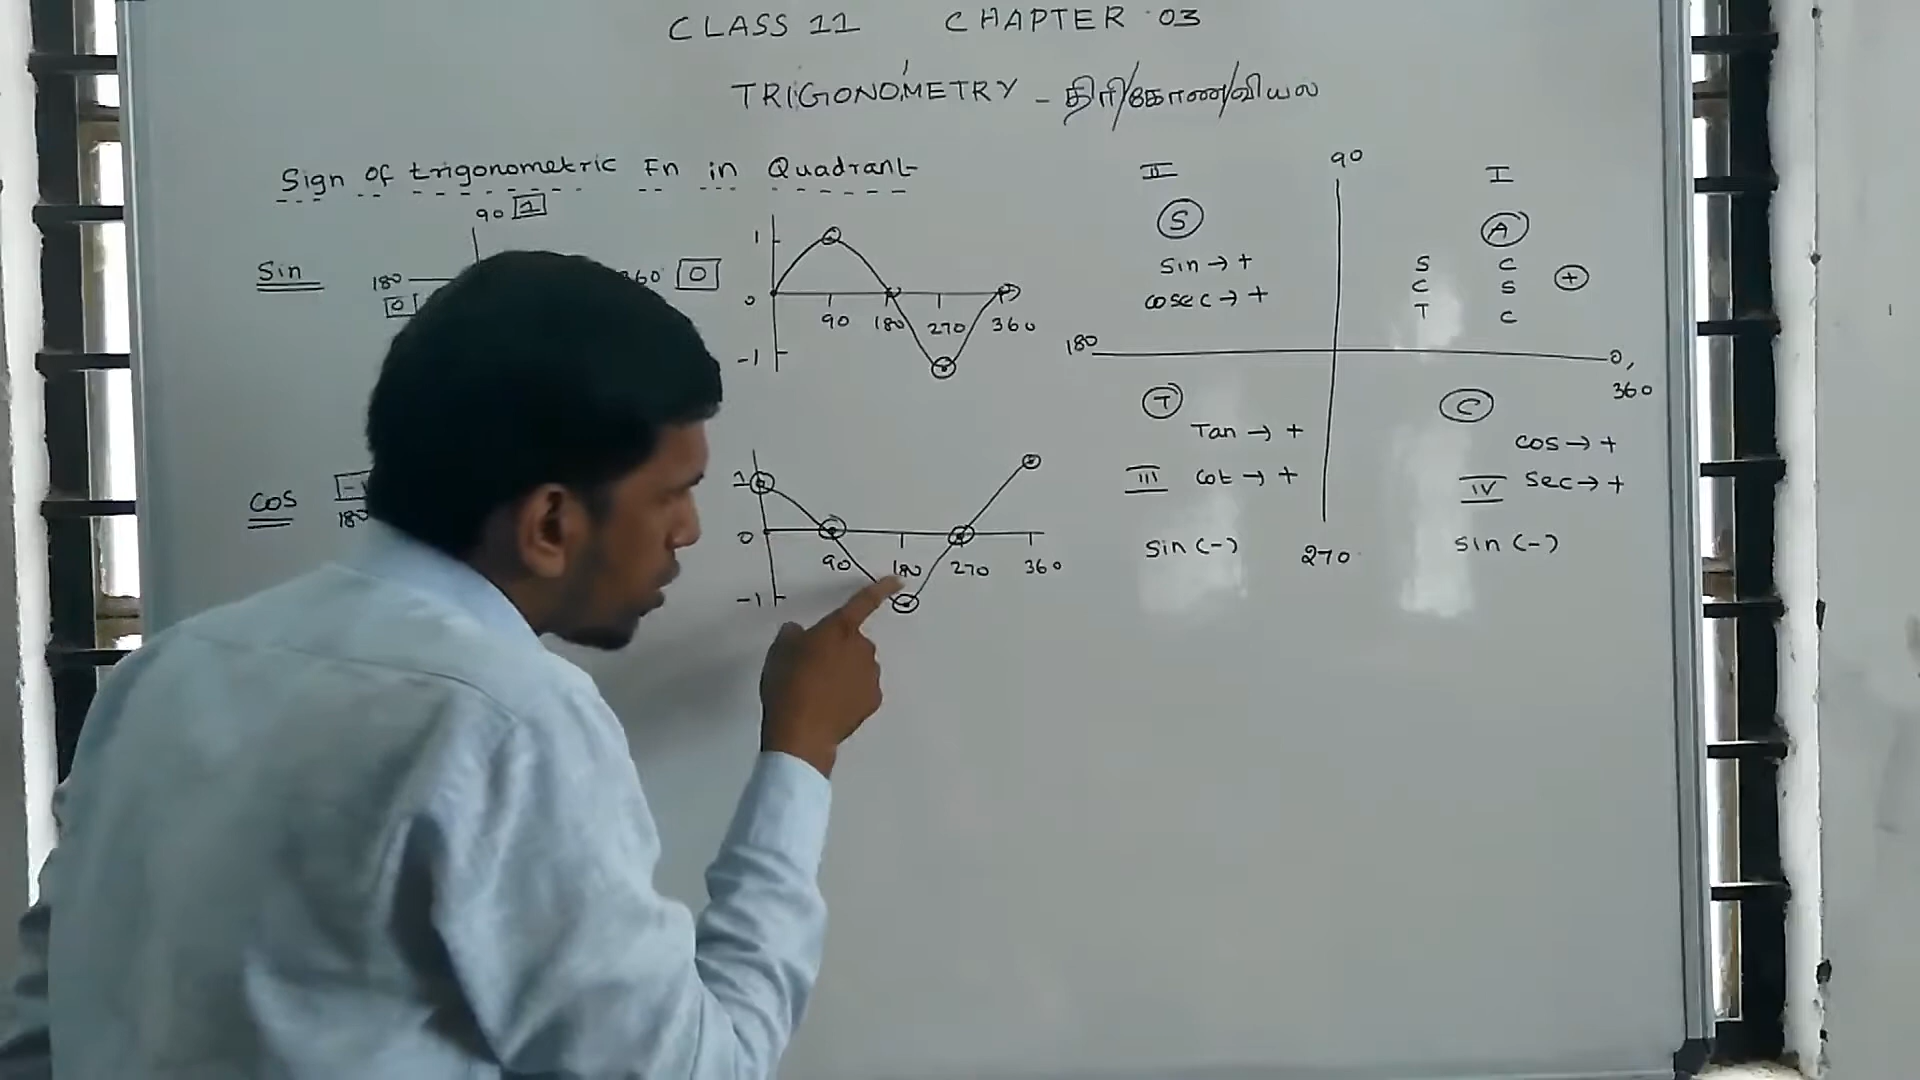 CLASS 11 CHAPTER 03
TRIGONOMETRY - திரி/கோண/வியல
Sign of trigonometric Fn in Quadrant
90 1
Sin
180
0
360 0
1
0
-1
90 180 270 360
cos
-1
180
1
0
-1
90 180 270 360
90
II
S
Sin → +
cosec → +
I
A
S C
C S
T C
+
180
0,
360
T
Tan → +
III cot → +
Sin (-)
270
C
cos → +
IV Sec → +
Sin (-)